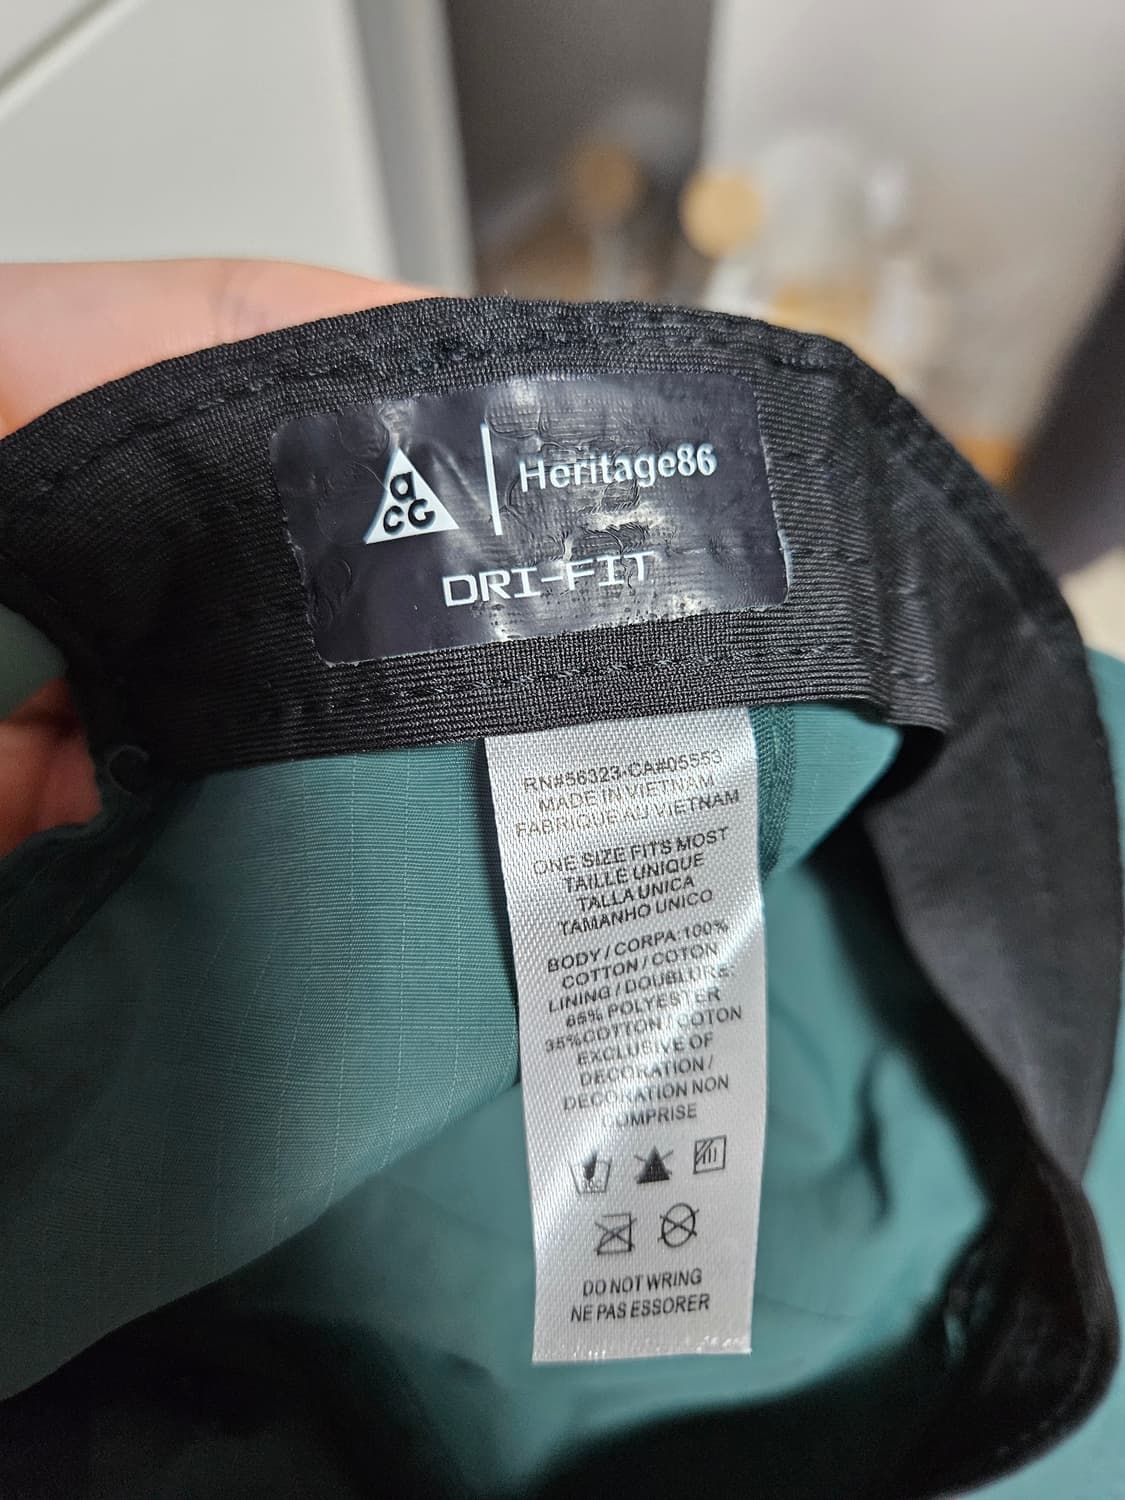 acg
Heritage86
DRI-FIT
RN#56323-CA#05553
MADE IN VIETNAM
FABRIQUE AU VIETNAM
ONE SIZE FITS MOST
TAILLE UNIQUE
TALLA UNICA
TAMANHO UNICO
BODY / CORPA:100%
COTTON / COTON
LINING / DOUBLURE:
65% POLYESTER
35%COTTON / COTON
EXCLUSIVE OF
DECORATION /
DECORATION NON
COMPRISE
DO NOT WRING
NE PAS ESSORER